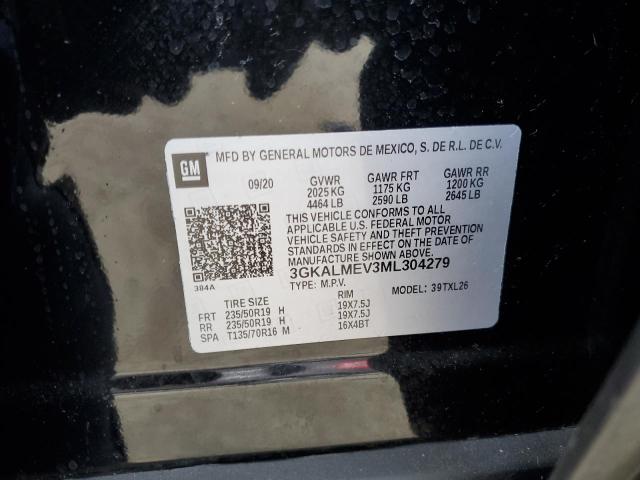 GM
MFD BY GENERAL MOTORS DE MEXICO, S. DE R.L. DE C.V.
09/20 GVWR GAWR FRT GAWR RR
2025 KG 1175 KG 1200 KG
4464 LB 2590 LB 2645 LB
THIS VEHICLE CONFORMS TO ALL
APPLICABLE U.S. FEDERAL MOTOR
VEHICLE SAFETY AND THEFT PREVENTION
STANDARDS IN EFFECT ON THE DATE
OF MANUFACTURE SHOWN ABOVE.
3GKALMEV3ML304279
384A
TYPE: M.P.V. MODEL: 39TXL26
TIRE SIZE RIM
FRT 235/50R19 H 19X7.5J
RR 235/50R19 H 19X7.5J
SPA T135/70R16 M 16X4BT